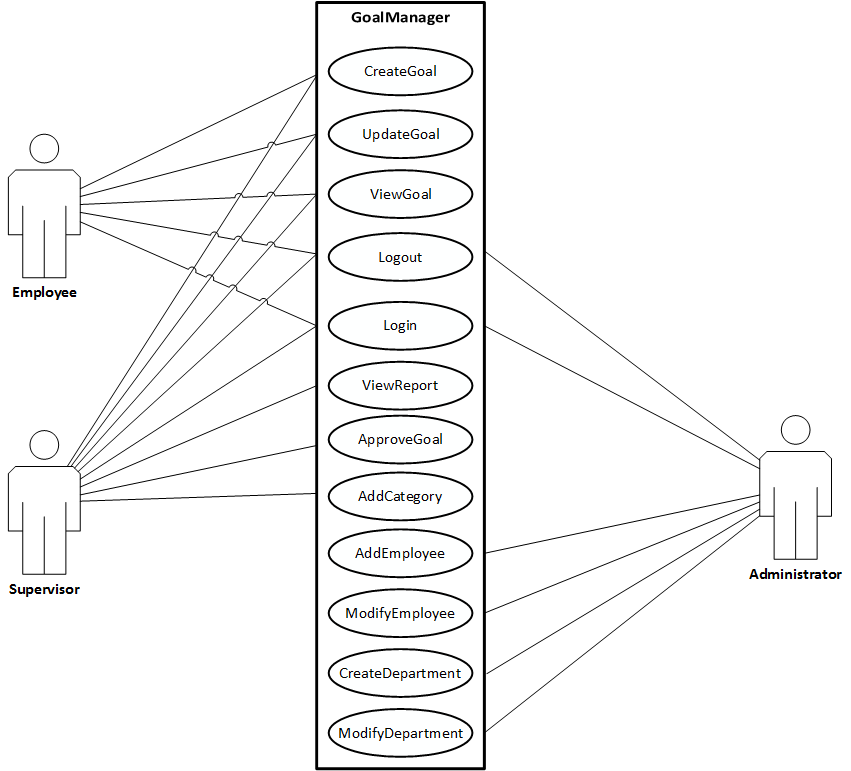 GoalManager
CreateGoal
UpdateGoal
ViewGoal
Logout
Employee
Login
ViewReport
ApproveGoal
AddCategory
AddEmployee
Administrator
Supervisor
ModifyEmployee
CreateDepartment
ModifyDepartment